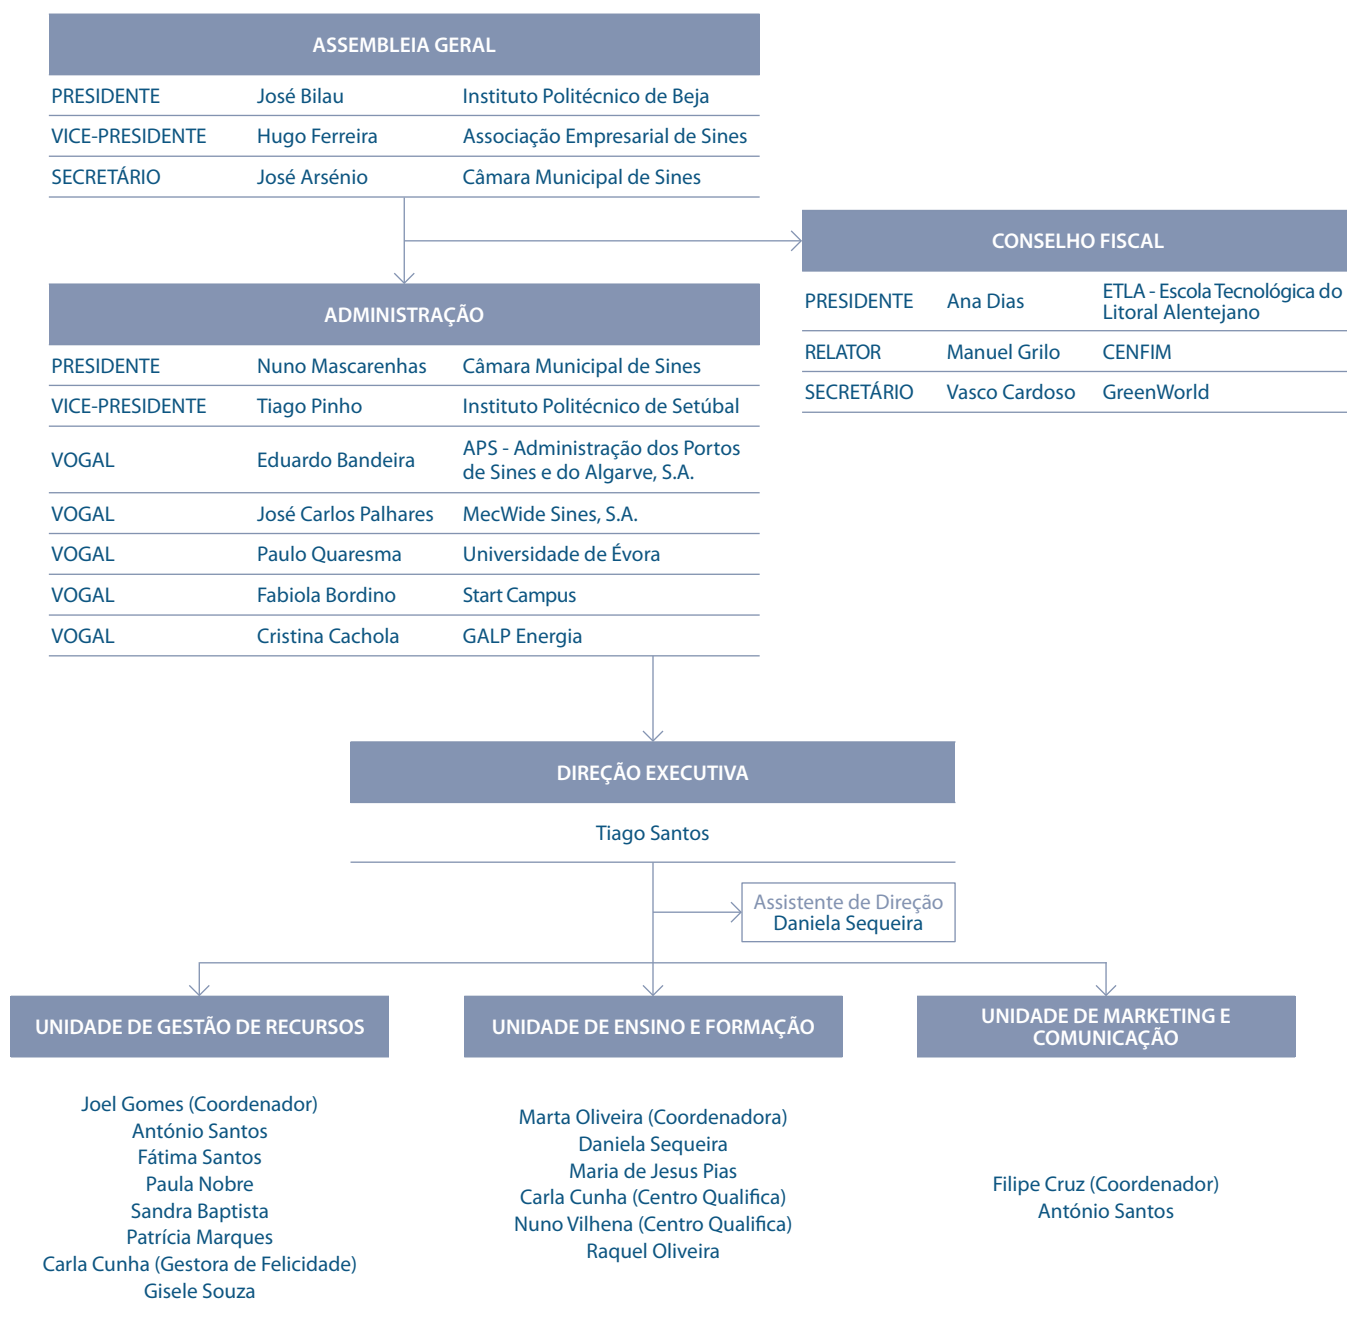 ASSEMBLEIA GERAL
PRESIDENTE José Bilau Instituto Politécnico de Beja
VICE-PRESIDENTE Hugo Ferreira Associação Empresarial de Sines
SECRETÁRIO José Arsénio Câmara Municipal de Sines
CONSELHO FISCAL
PRESIDENTE Ana Dias ETLA - Escola Tecnológica do
Litoral Alentejano
RELATOR Manuel Grilo CENFIM
SECRETÁRIO Vasco Cardoso GreenWorld
ADMINISTRAÇÃO
PRESIDENTE Nuno Mascarenhas Câmara Municipal de Sines
VICE-PRESIDENTE Tiago Pinho Instituto Politécnico de Setúbal
VOGAL Eduardo Bandeira APS - Administração dos Portos
de Sines e do Algarve, S.A.
VOGAL José Carlos Palhares MecWide Sines, S.A.
VOGAL Paulo Quaresma Universidade de Évora
VOGAL Fabiola Bordino Start Campus
VOGAL Cristina Cachola GALP Energia
DIREÇÃO EXECUTIVA
Tiago Santos
Assistente de Direção
Daniela Sequeira
UNIDADE DE GESTÃO DE RECURSOS
Joel Gomes (Coordenador)
António Santos
Fátima Santos
Paula Nobre
Sandra Baptista
Patrícia Marques
Carla Cunha (Gestora de Felicidade)
Gisele Souza
UNIDADE DE ENSINO E FORMAÇÃO
Marta Oliveira (Coordenadora)
Daniela Sequeira
Maria de Jesus Pias
Carla Cunha (Centro Qualifica)
Nuno Vilhena (Centro Qualifica)
Raquel Oliveira
UNIDADE DE MARKETING E
COMUNICAÇÃO
Filipe Cruz (Coordenador)
António Santos